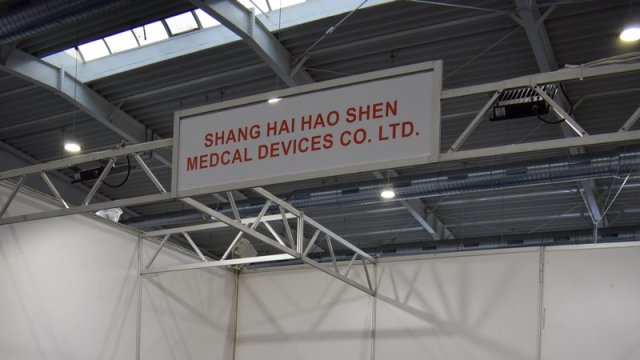 SHANG HAI HAO SHEN
MEDCAL DEVICES CO. LTD.